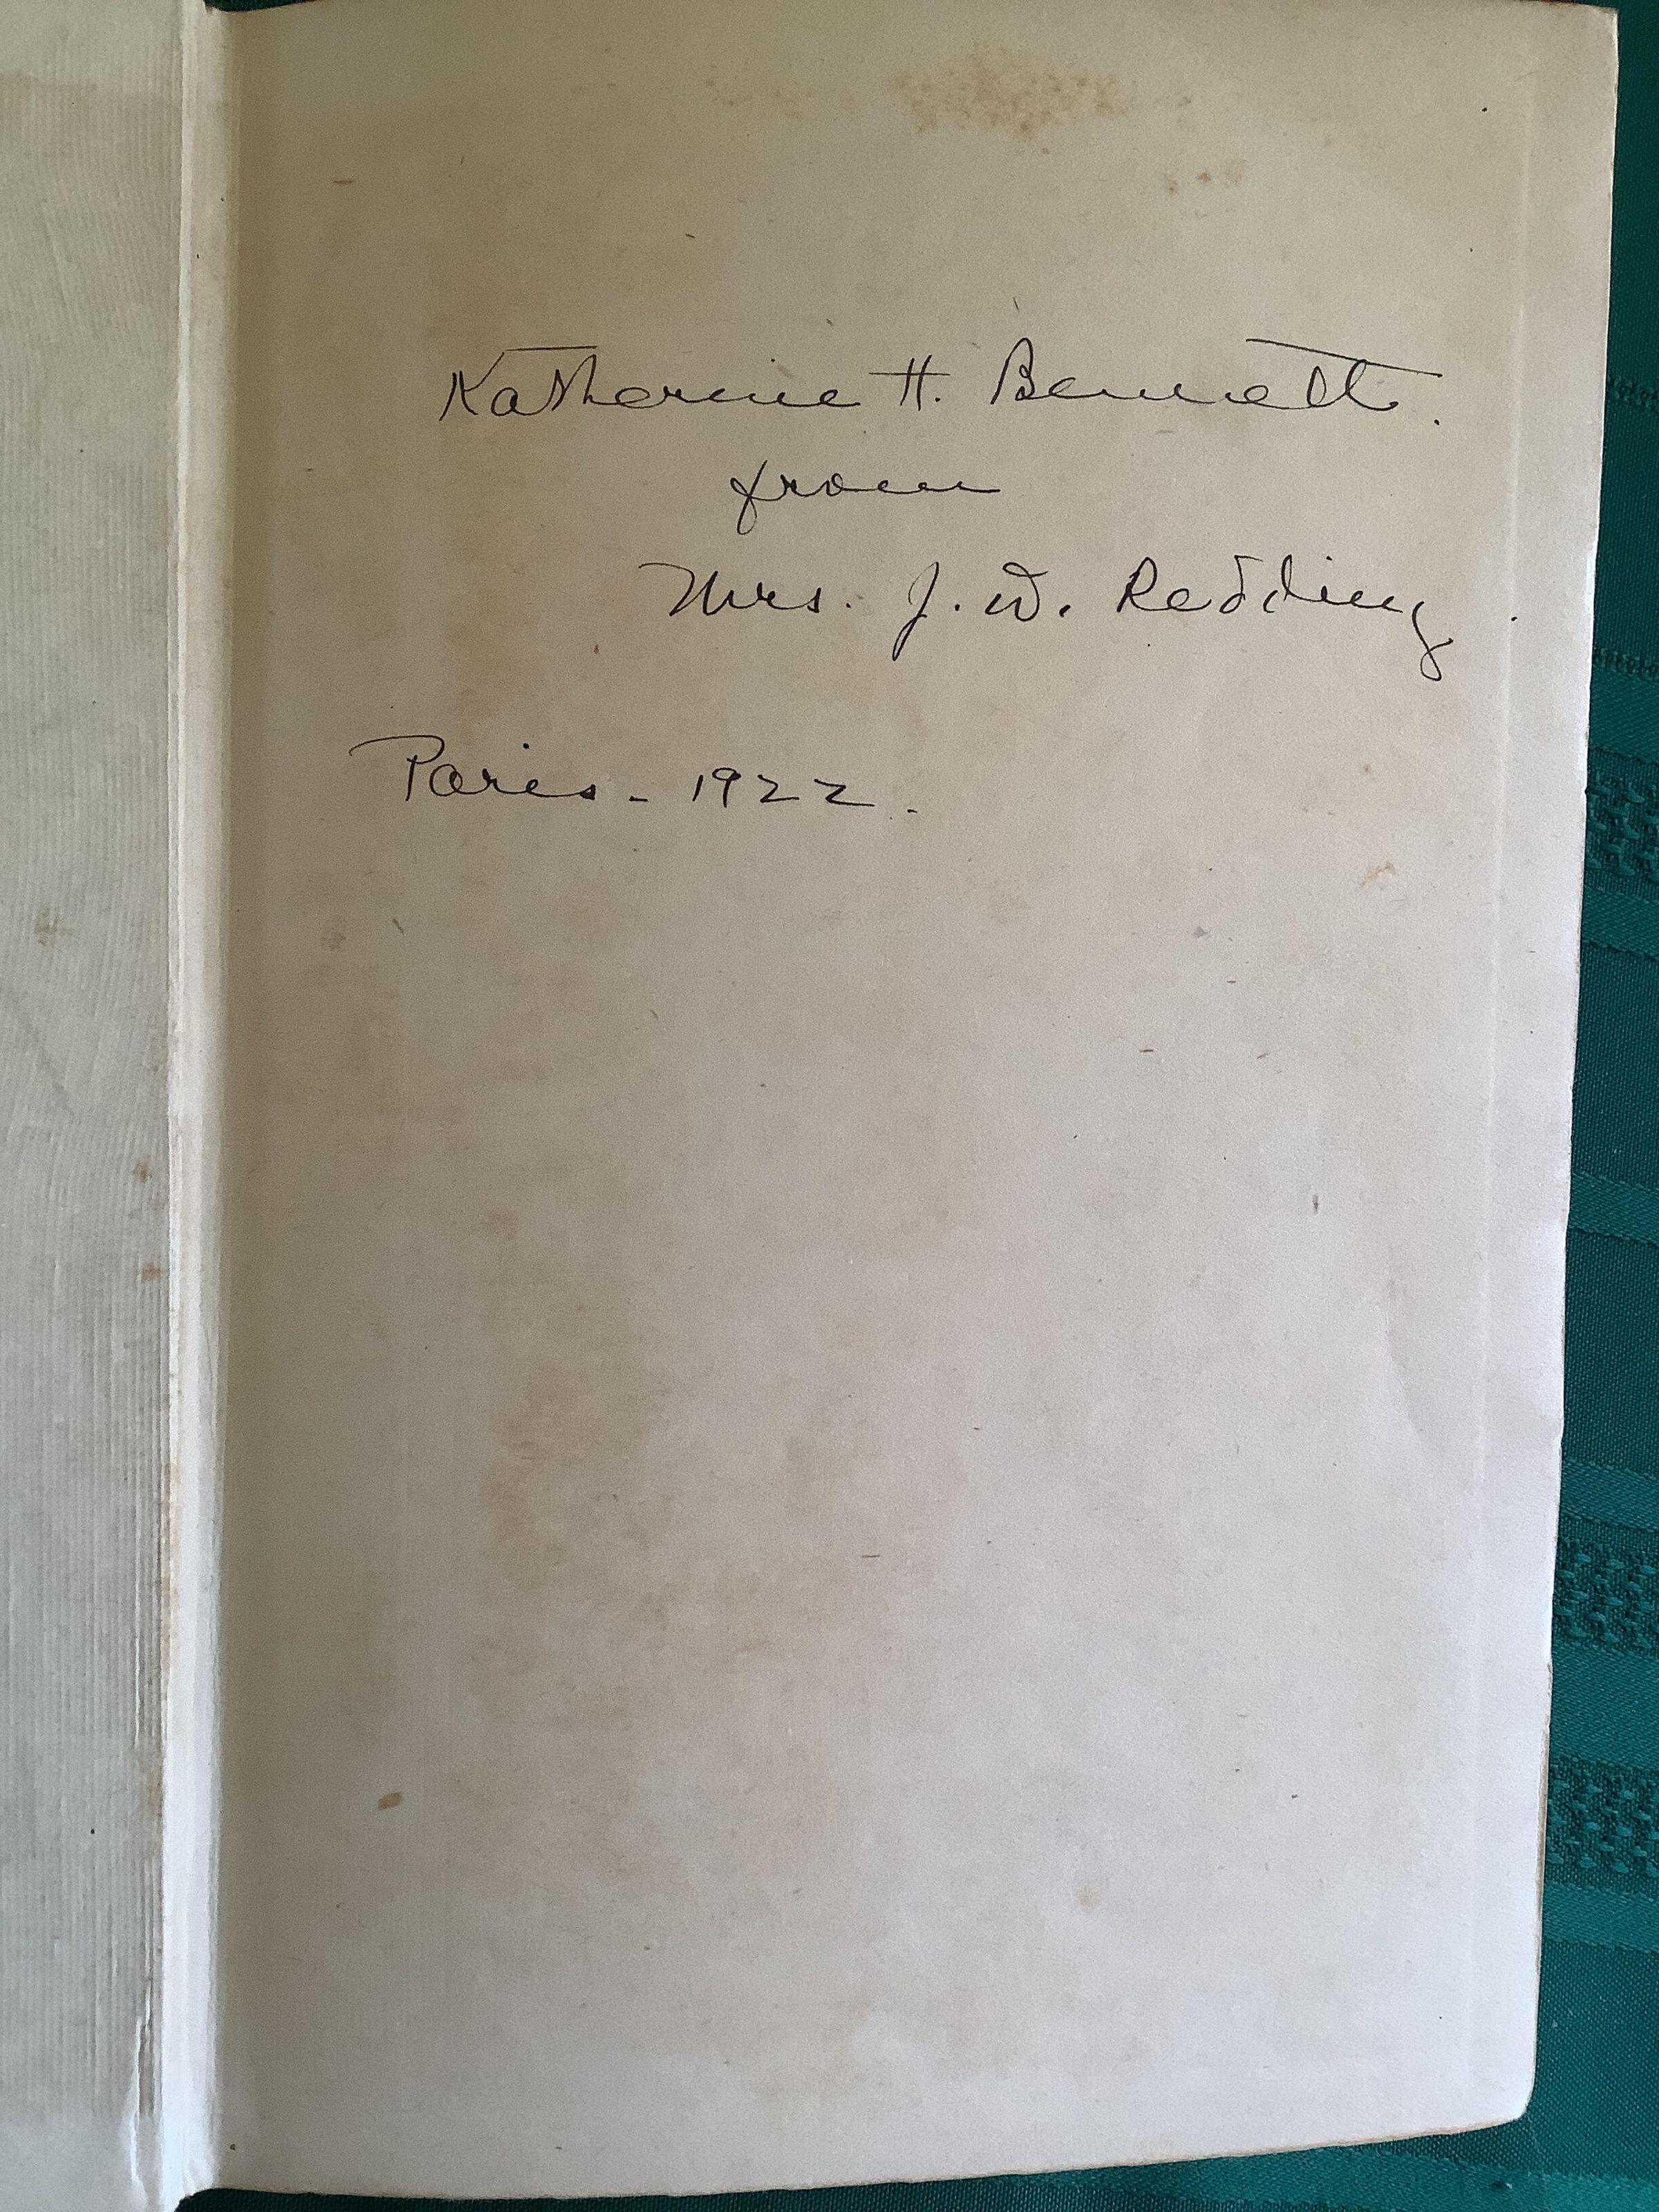 Katherine H. Bennett.
from
Mrs. J. W. Redding.
Paris - 1922.